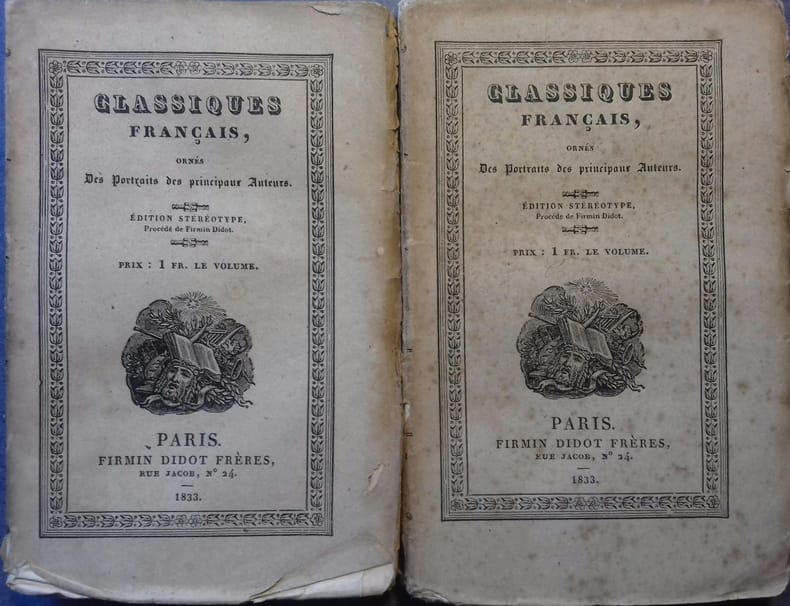 CLASSIQUES
FRANÇAIS,
ORNÉS
Des Portraits des principaux Auteurs.
ÉDITION STÉRÉOTYPE,
Procédé de Firmin Didot.
PRIX : 1 FR. LE VOLUME.
PARIS.
FIRMIN DIDOT FRÈRES,
RUE JACOB, N° 24.
1833.
CLASSIQUES
FRANÇAIS,
ORNÉS
Des Portraits des principaux Auteurs.
ÉDITION STÉRÉOTYPE,
Procédé de Firmin Didot.
PRIX : 1 FR. LE VOLUME.
PARIS.
FIRMIN DIDOT FRÈRES,
RUE JACOB, N° 24.
1833.